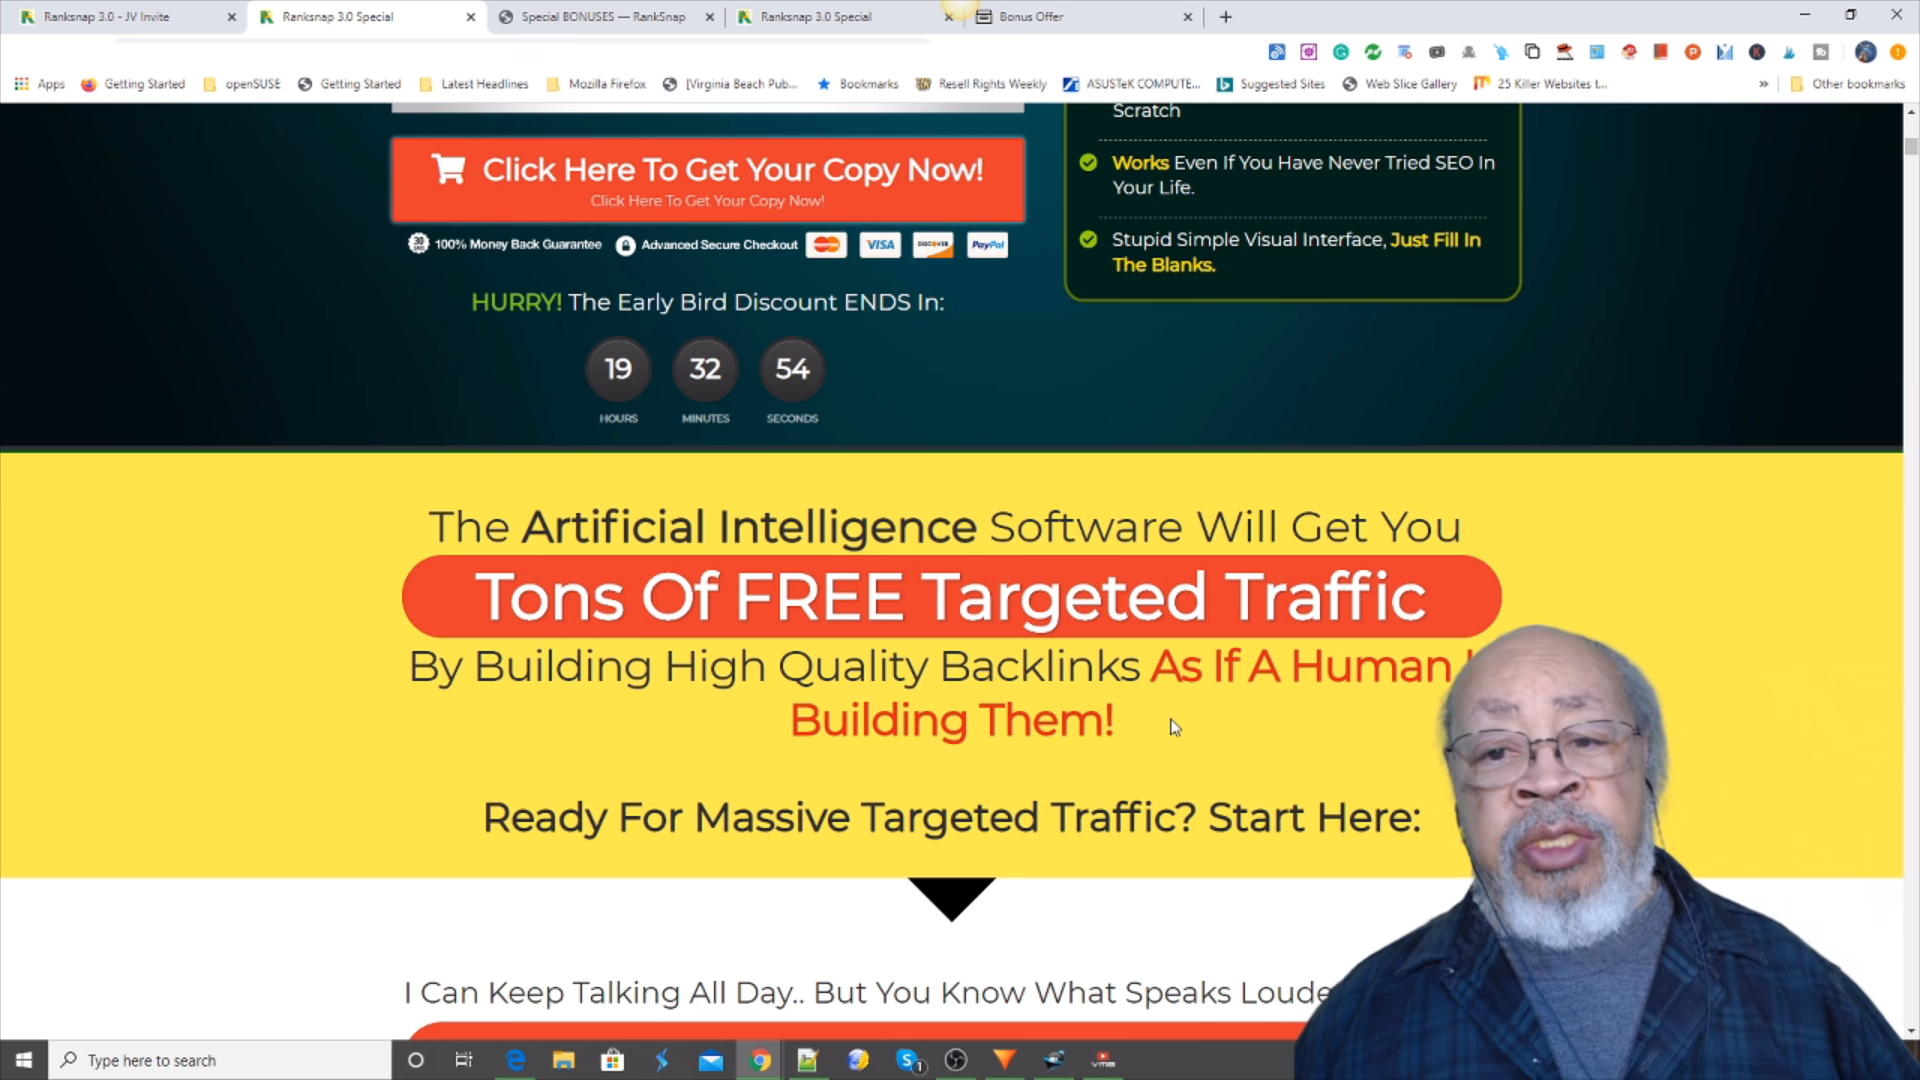 Ranksnap 3.0 - JV Invite
Ranksnap 3.0 Special
Special BONUSES — RankSnap
Ranksnap 3.0 Special
Bonus Offer
Apps
Getting Started
openSUSE
Getting Started
Latest Headlines
Mozilla Firefox
[Virginia Beach Pub...
Bookmarks
Resell Rights Weekly
ASUSTeK COMPUTE...
Suggested Sites
Web Slice Gallery
25 Killer Websites t...
»
Other bookmarks
Click Here To Get Your Copy Now!
Click Here To Get Your Copy Now!
100% Money Back Guarantee
Advanced Secure Checkout
VISA
DISCOVER
PayPal
HURRY! The Early Bird Discount ENDS In:
19 32 54
HOURS MINUTES SECONDS
Scratch
Works Even If You Have Never Tried SEO In
Your Life.
Stupid Simple Visual Interface, Just Fill In
The Blanks.
The Artificial Intelligence Software Will Get You
Tons Of FREE Targeted Traffic
By Building High Quality Backlinks As If A Human
Building Them!
Ready For Massive Targeted Traffic? Start Here:
I Can Keep Talking All Day.. But You Know What Speaks Loude
Type here to search